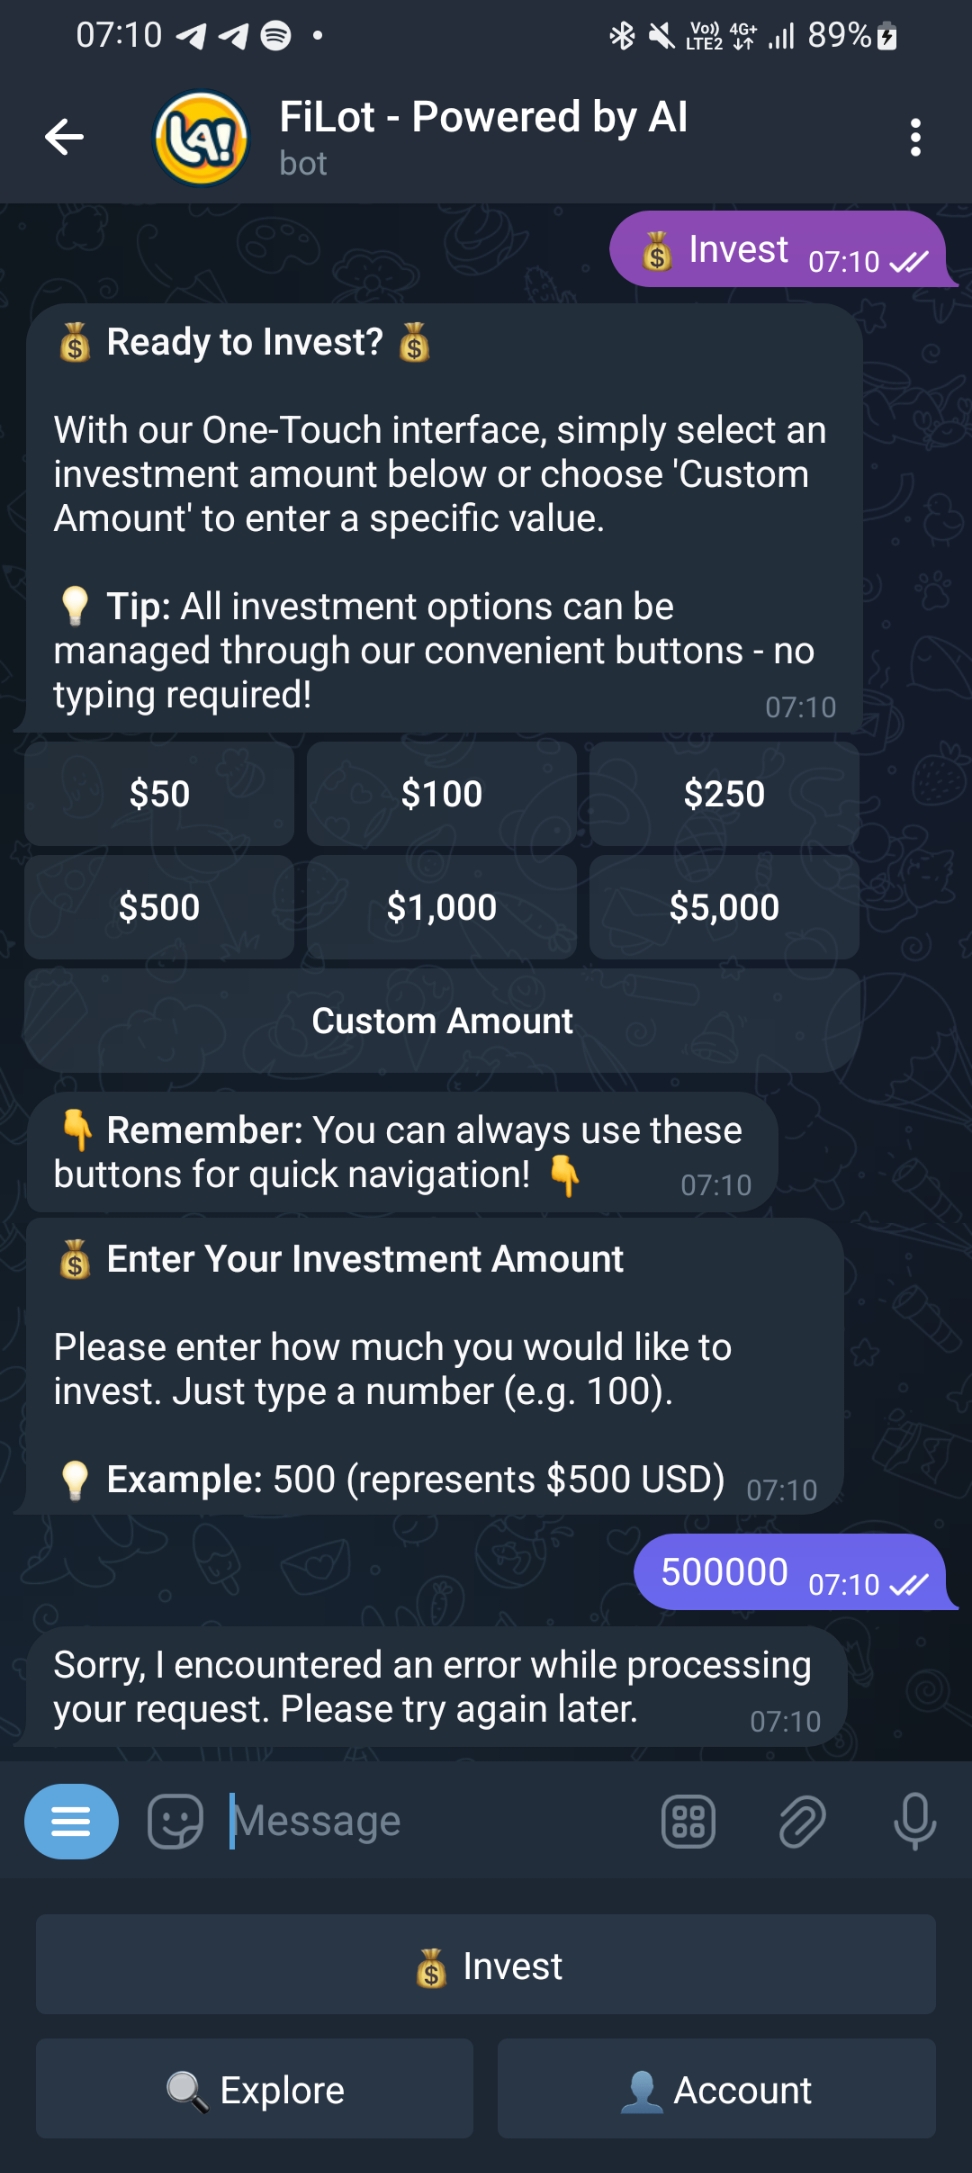 07:10
Vo))
LTE2
4G+
89%
LA!
FiLot - Powered by AI
bot
💰 Invest 07:10
💰 Ready to Invest? 💰
With our One-Touch interface, simply select an
investment amount below or choose 'Custom
Amount' to enter a specific value.
💡 Tip: All investment options can be
managed through our convenient buttons - no
typing required!
07:10
$50
$100
$250
$500
$1,000
$5,000
Custom Amount
👇 Remember: You can always use these
buttons for quick navigation! 👇 07:10
💰 Enter Your Investment Amount
Please enter how much you would like to
invest. Just type a number (e.g. 100).
💡 Example: 500 (represents $500 USD) 07:10
500000 07:10
Sorry, I encountered an error while processing
your request. Please try again later. 07:10
Message
💰 Invest
🔍 Explore
👤 Account